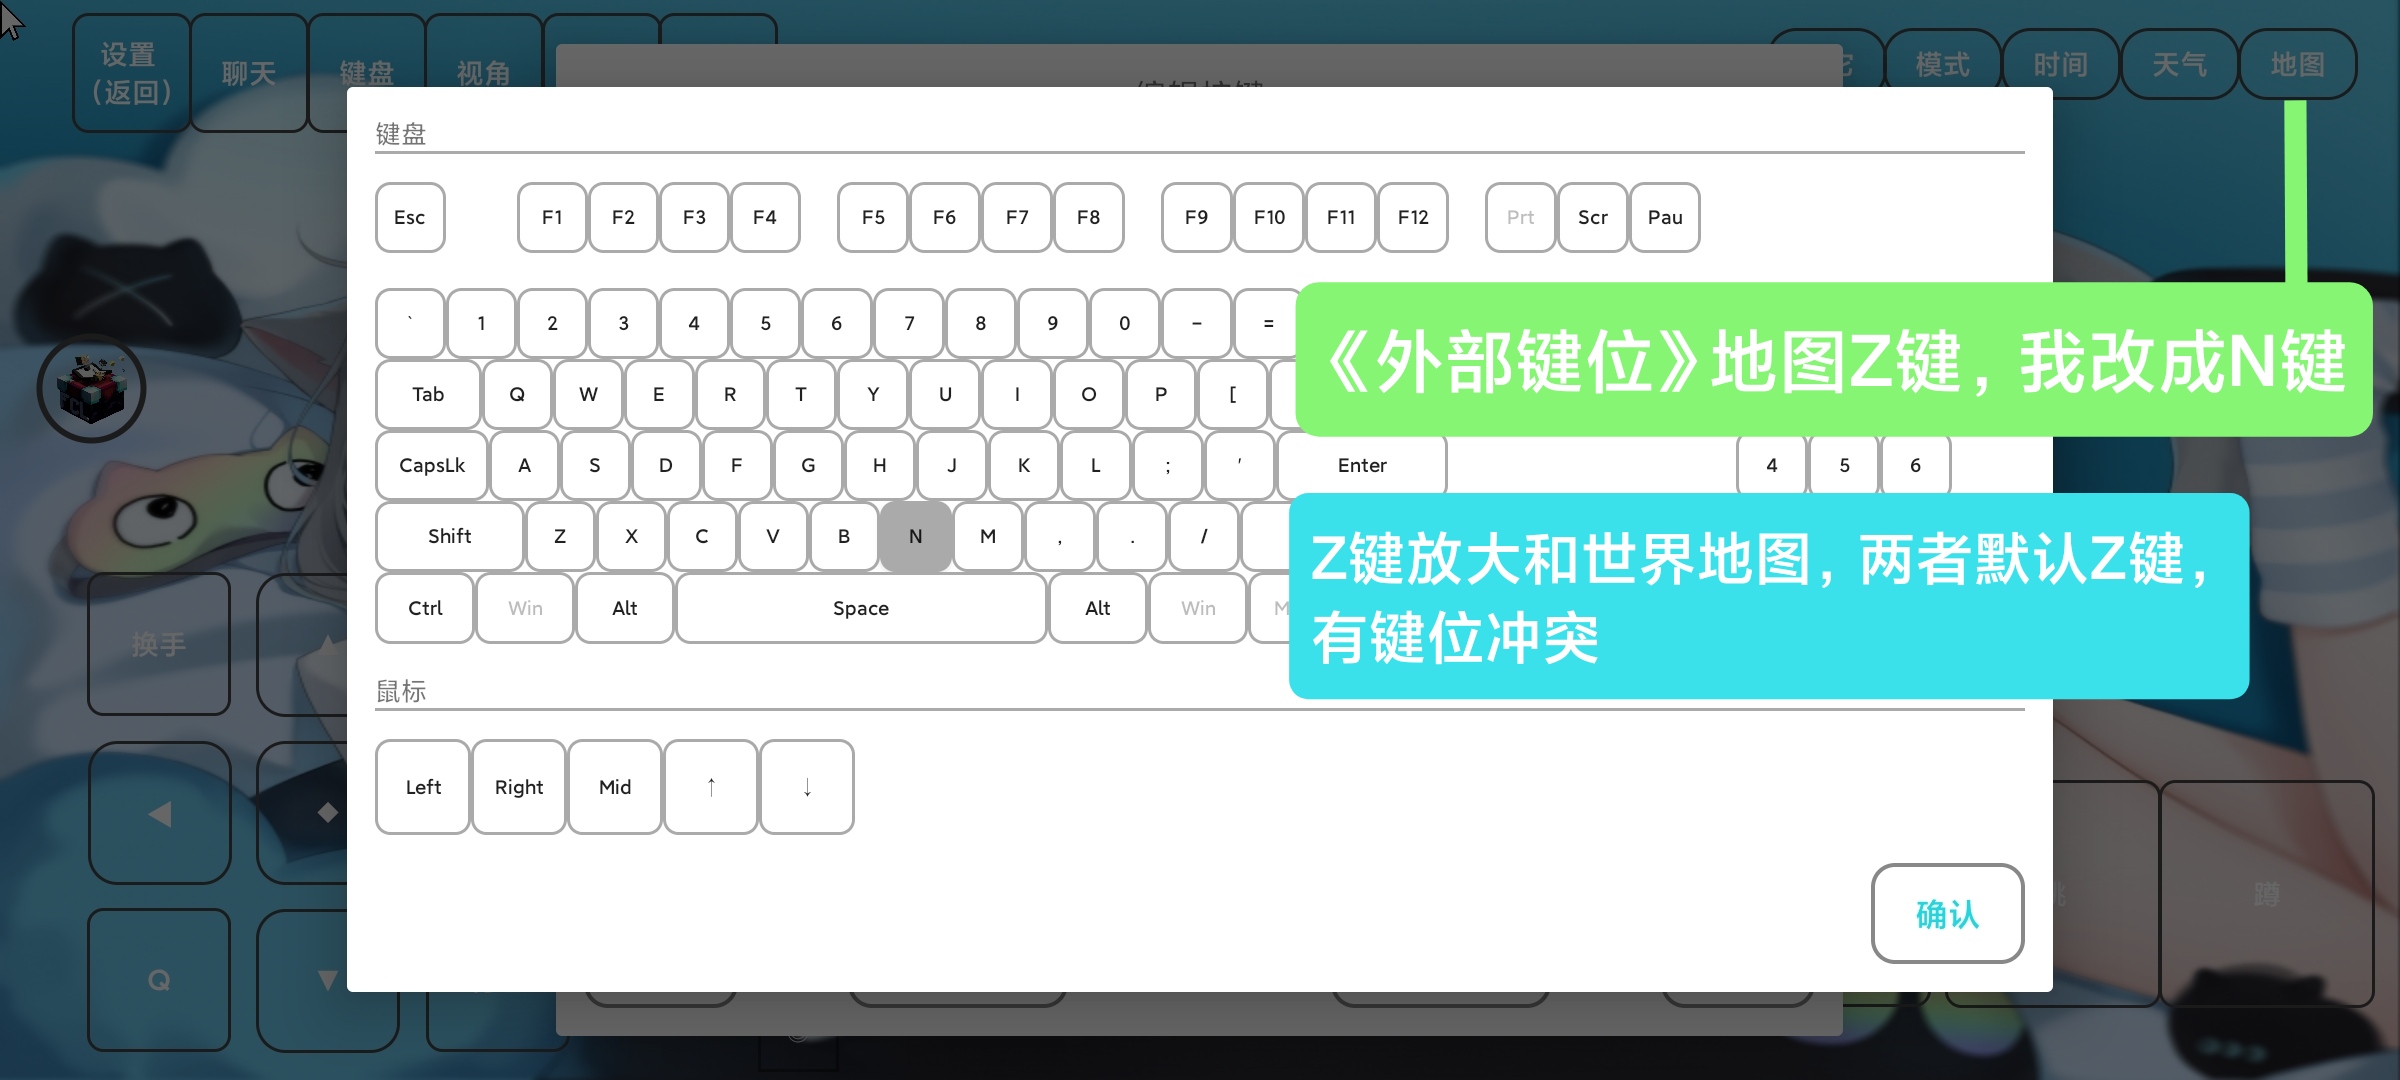 设置
（返回）
聊天
键盘
视角
模式
时间
天气
地图
编辑按键
键盘
Esc F1 F2 F3 F4 F5 F6 F7 F8 F9 F10 F11 F12 Prt Scr Pau
` 1 2 3 4 5 6 7 8 9 0 - =
《外部键位》地图Z键，我改成N键
Tab Q W E R T Y U I O P [
CapsLk A S D F G H J K L ; ' Enter 4 5 6
Shift Z X C V B N M , . /
Z键放大和世界地图，两者默认Z键，
有键位冲突
Ctrl Win Alt Space Alt Win M
换手
鼠标
Left Right Mid ↑ ↓
确认
跳
蹲
Q